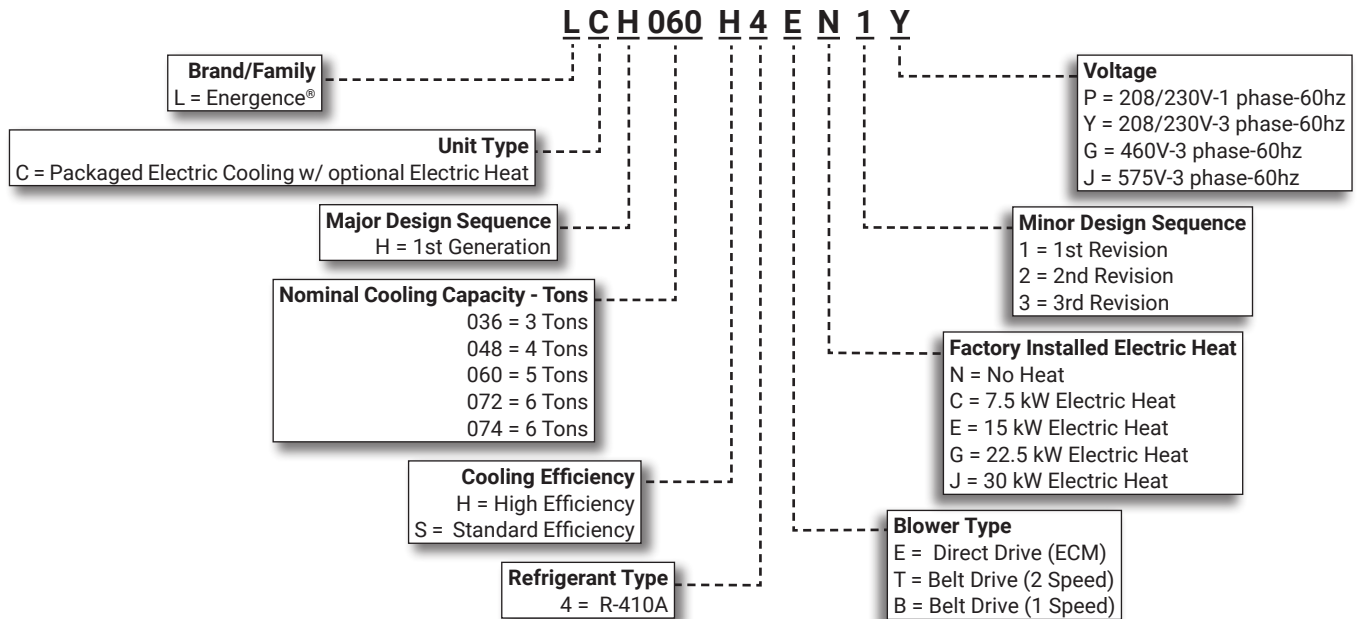 L C H 060 H 4 E N 1 Y
Brand/Family
L = Energence®
Unit Type
C = Packaged Electric Cooling w/ optional Electric Heat
Major Design Sequence
H = 1st Generation
Nominal Cooling Capacity - Tons
036 = 3 Tons
048 = 4 Tons
060 = 5 Tons
072 = 6 Tons
074 = 6 Tons
Cooling Efficiency
H = High Efficiency
S = Standard Efficiency
Refrigerant Type
4 = R-410A
Voltage
P = 208/230V-1 phase-60hz
Y = 208/230V-3 phase-60hz
G = 460V-3 phase-60hz
J = 575V-3 phase-60hz
Minor Design Sequence
1 = 1st Revision
2 = 2nd Revision
3 = 3rd Revision
Factory Installed Electric Heat
N = No Heat
C = 7.5 kW Electric Heat
E = 15 kW Electric Heat
G = 22.5 kW Electric Heat
J = 30 kW Electric Heat
Blower Type
E = Direct Drive (ECM)
T = Belt Drive (2 Speed)
B = Belt Drive (1 Speed)